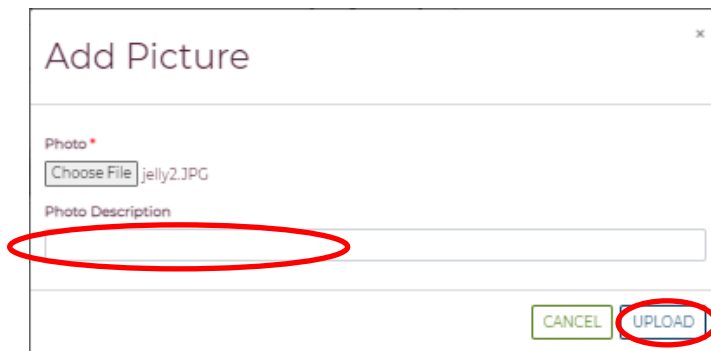 ×
Add Picture
Photo *
Choose File jelly2.JPG
Photo Description
CANCEL UPLOAD